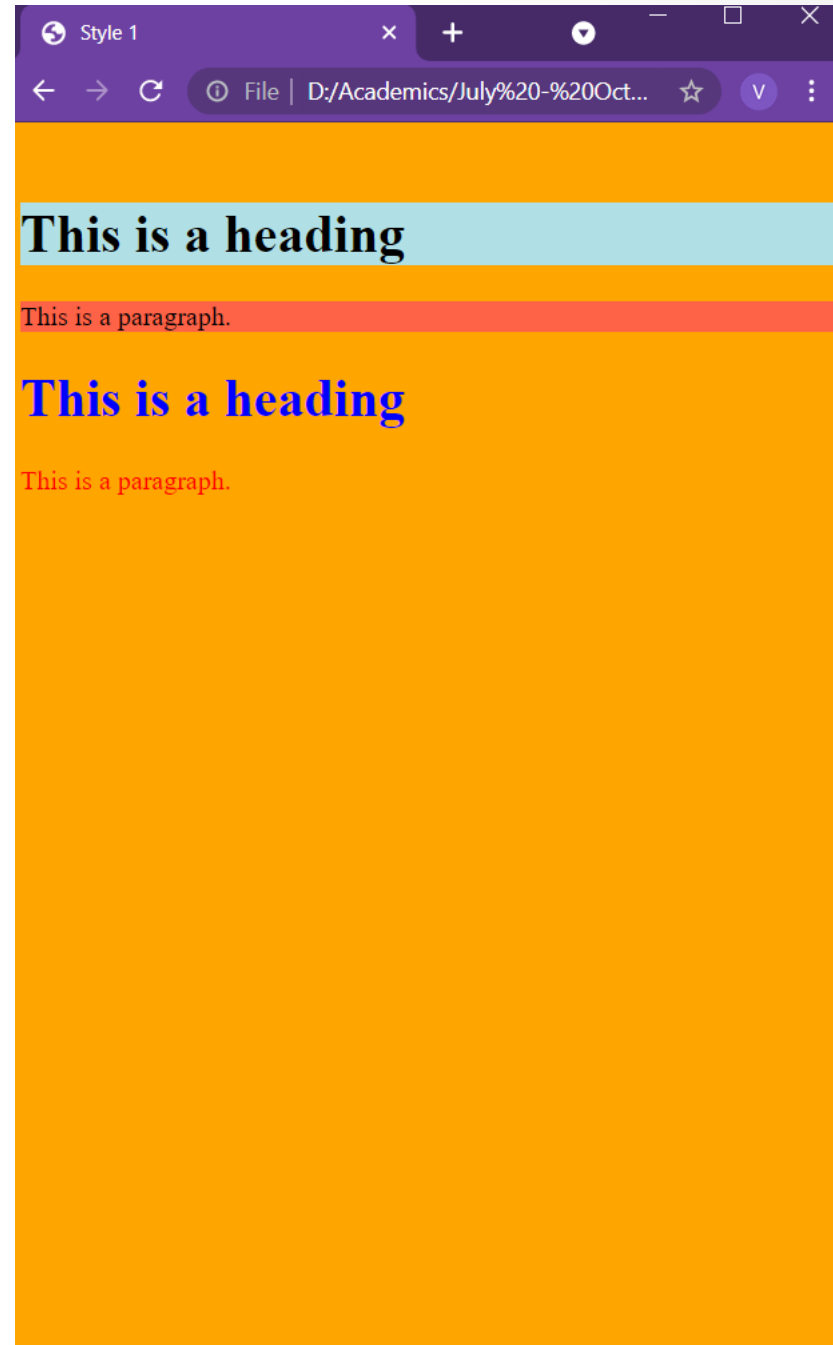 Style 1
File | D:/Academics/July%20-%20Oct...
V
This is a heading
This is a paragraph.
This is a heading
This is a paragraph.